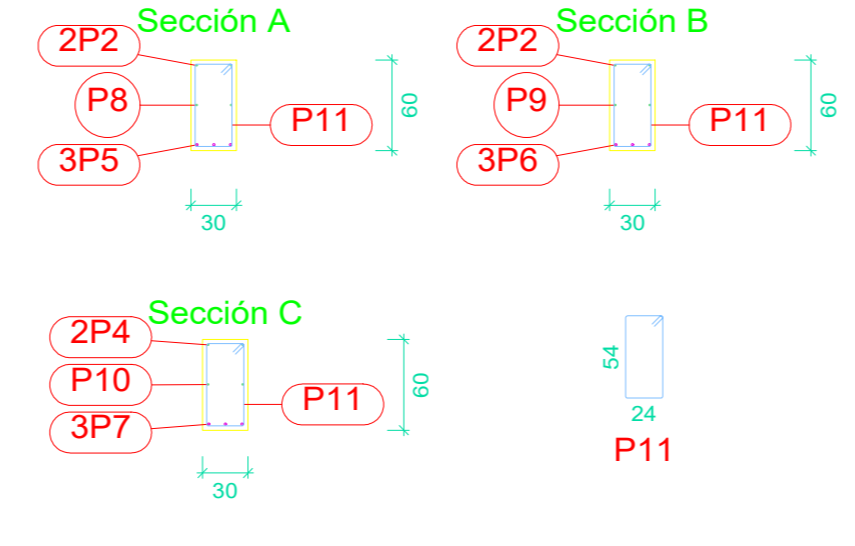 Sección A
2P2
P8
3P5
P11
60
30
Sección B
2P2
P9
3P6
P11
60
30
Sección C
2P4
P10
3P7
P11
60
30
54
24
P11